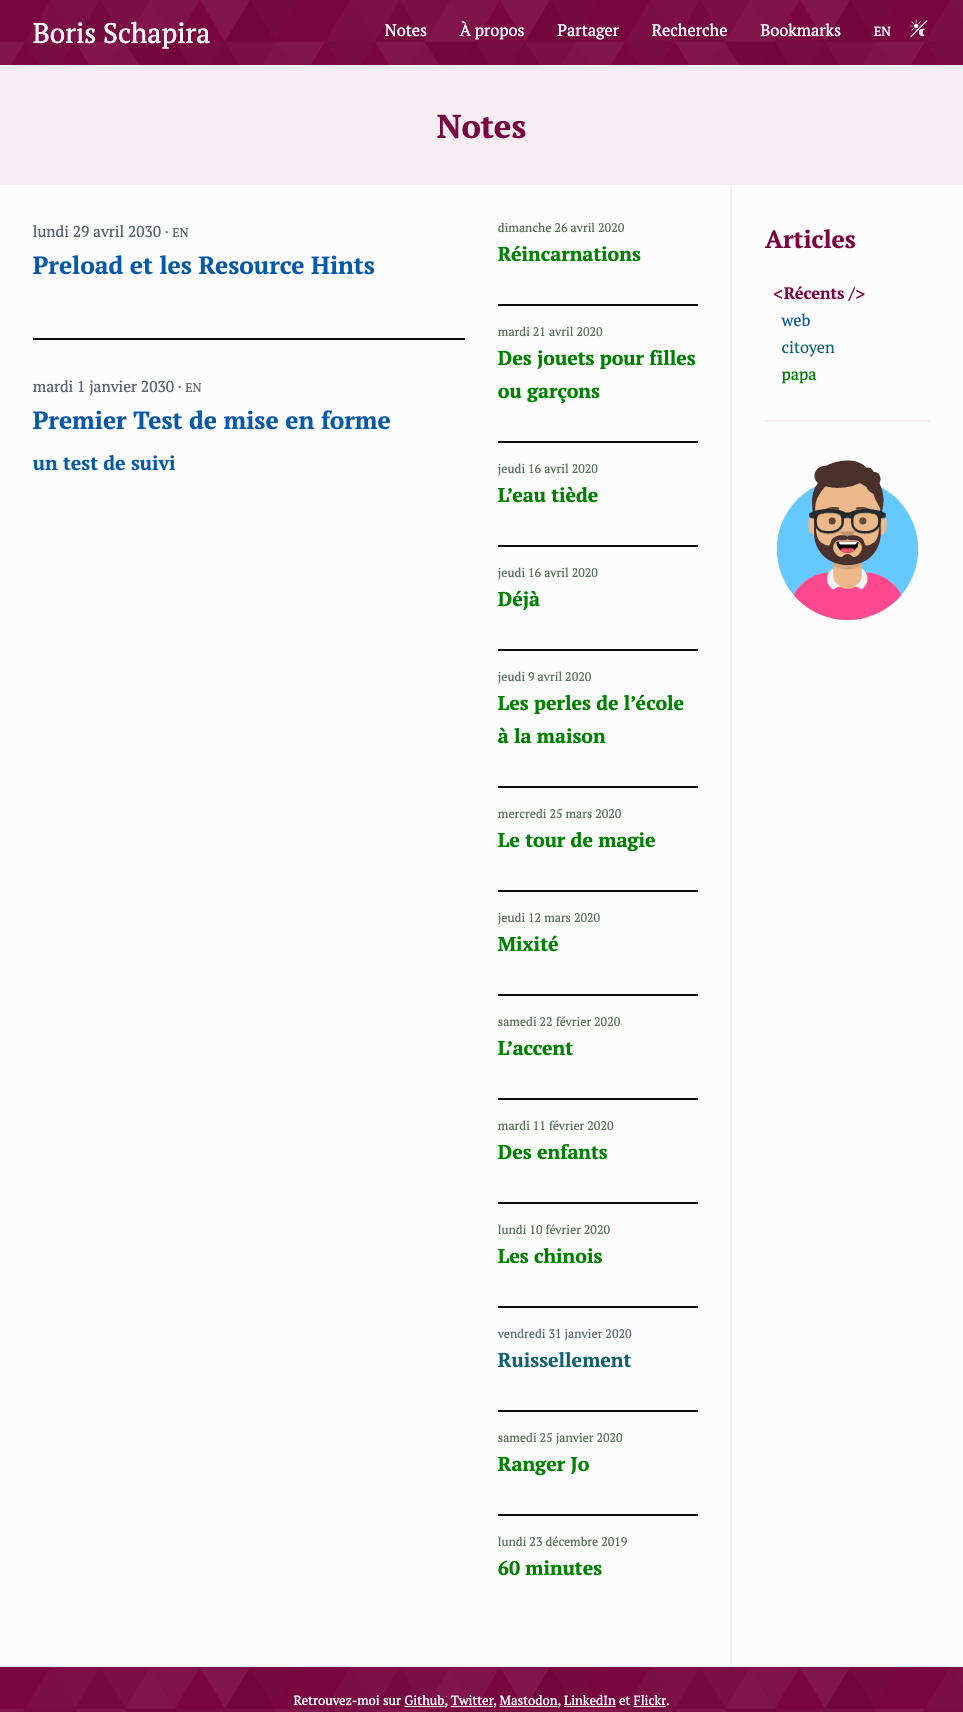 Boris Schapira
Notes
À propos
Partager
Recherche
Bookmarks
EN
Notes
lundi 29 avril 2030 · EN
Preload et les Resource Hints
mardi 1 janvier 2030 · EN
Premier Test de mise en forme
un test de suivi
dimanche 26 avril 2020
Réincarnations
mardi 21 avril 2020
Des jouets pour filles
ou garçons
jeudi 16 avril 2020
L’eau tiède
jeudi 16 avril 2020
Déjà
jeudi 9 avril 2020
Les perles de l’école
à la maison
mercredi 25 mars 2020
Le tour de magie
jeudi 12 mars 2020
Mixité
samedi 22 février 2020
L’accent
mardi 11 février 2020
Des enfants
lundi 10 février 2020
Les chinois
vendredi 31 janvier 2020
Ruissellement
samedi 25 janvier 2020
Ranger Jo
lundi 23 décembre 2019
60 minutes
Articles
<Récents />
web
citoyen
papa
Retrouvez-moi sur Github, Twitter, Mastodon, LinkedIn et Flickr.